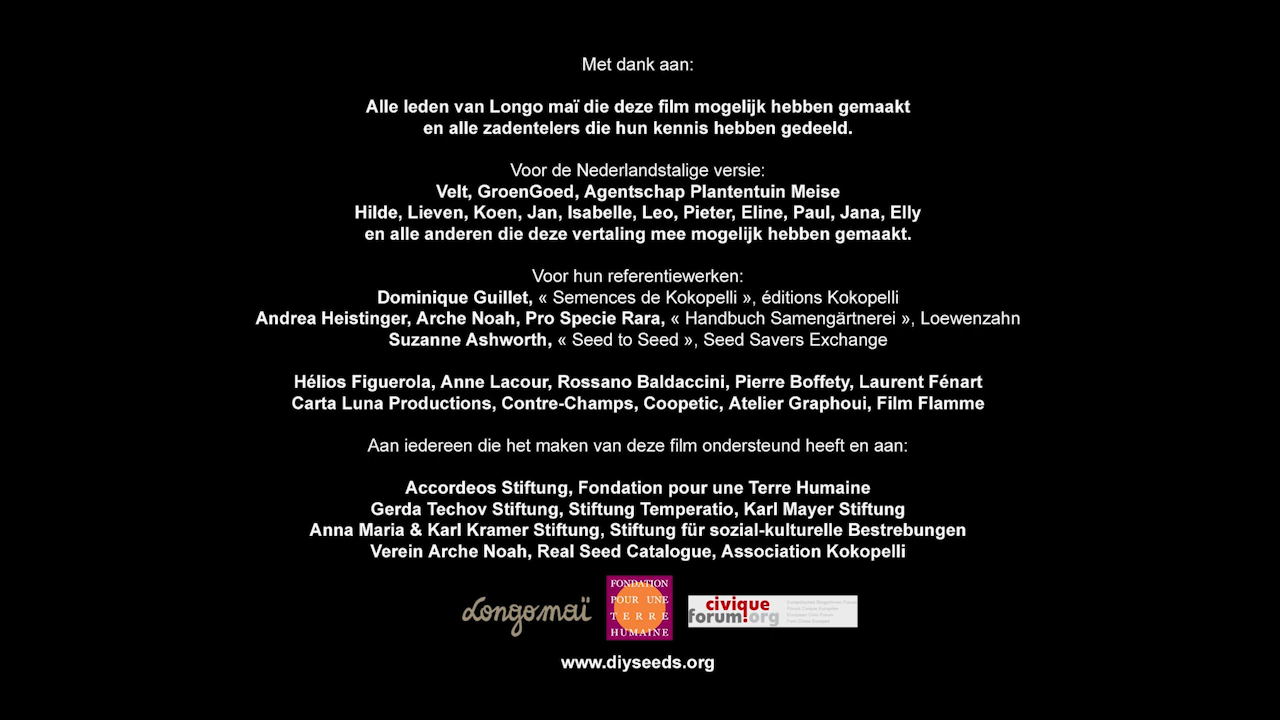 Met dank aan:
Alle leden van Longo maï die deze film mogelijk hebben gemaakt
en alle zadentelers die hun kennis hebben gedeeld.
Voor de Nederlandstalige versie:
Velt, GroenGoed, Agentschap Plantentuin Meise
Hilde, Lieven, Koen, Jan, Isabelle, Leo, Pieter, Eline, Paul, Jana, Elly
en alle anderen die deze vertaling mee mogelijk hebben gemaakt.
Voor hun referentiewerken:
Dominique Guillet, « Semences de Kokopelli », éditions Kokopelli
Andrea Heistinger, Arche Noah, Pro Specie Rara, « Handbuch Samengärtnerei », Loewenzahn
Suzanne Ashworth, « Seed to Seed », Seed Savers Exchange
Hélios Figuerola, Anne Lacour, Rossano Baldaccini, Pierre Boffety, Laurent Fénart
Carta Luna Productions, Contre-Champs, Coopetic, Atelier Graphoui, Film Flamme
Aan iedereen die het maken van deze film ondersteund heeft en aan:
Accordeos Stiftung, Fondation pour une Terre Humaine
Gerda Techov Stiftung, Stiftung Temperatio, Karl Mayer Stiftung
Anna Maria & Karl Kramer Stiftung, Stiftung für sozial-kulturelle Bestrebungen
Verein Arche Noah, Real Seed Catalogue, Association Kokopelli
Longo maï
FONDATION
POUR UNE
TERRE
HUMAINE
civique
forum.org
www.diyseeds.org